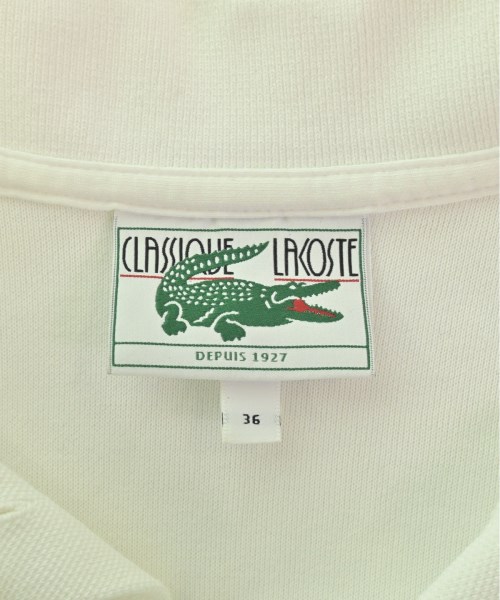 CLASSIQUE LACOSTE
DEPUIS 1927
36